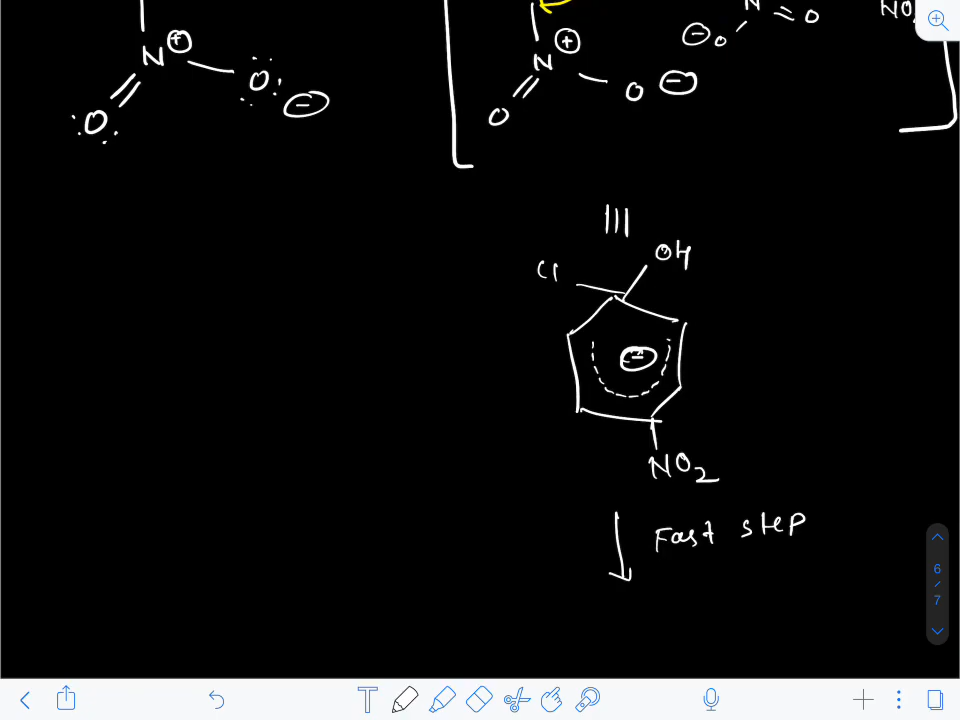 N ⊕
O
O ⊖
N ⊕
O
O ⊖
N
O
⊖ O
NO
|||
Cl
OH
⊖
NO2
Fast step
6
/
7
T